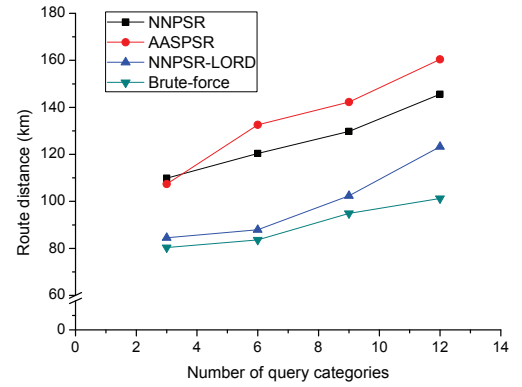 180
160
140
120
100
80
60
0
Route distance (km)
NNPSR
AASPSR
NNPSR-LORD
Brute-force
0 2 4 6 8 10 12 14
Number of query categories